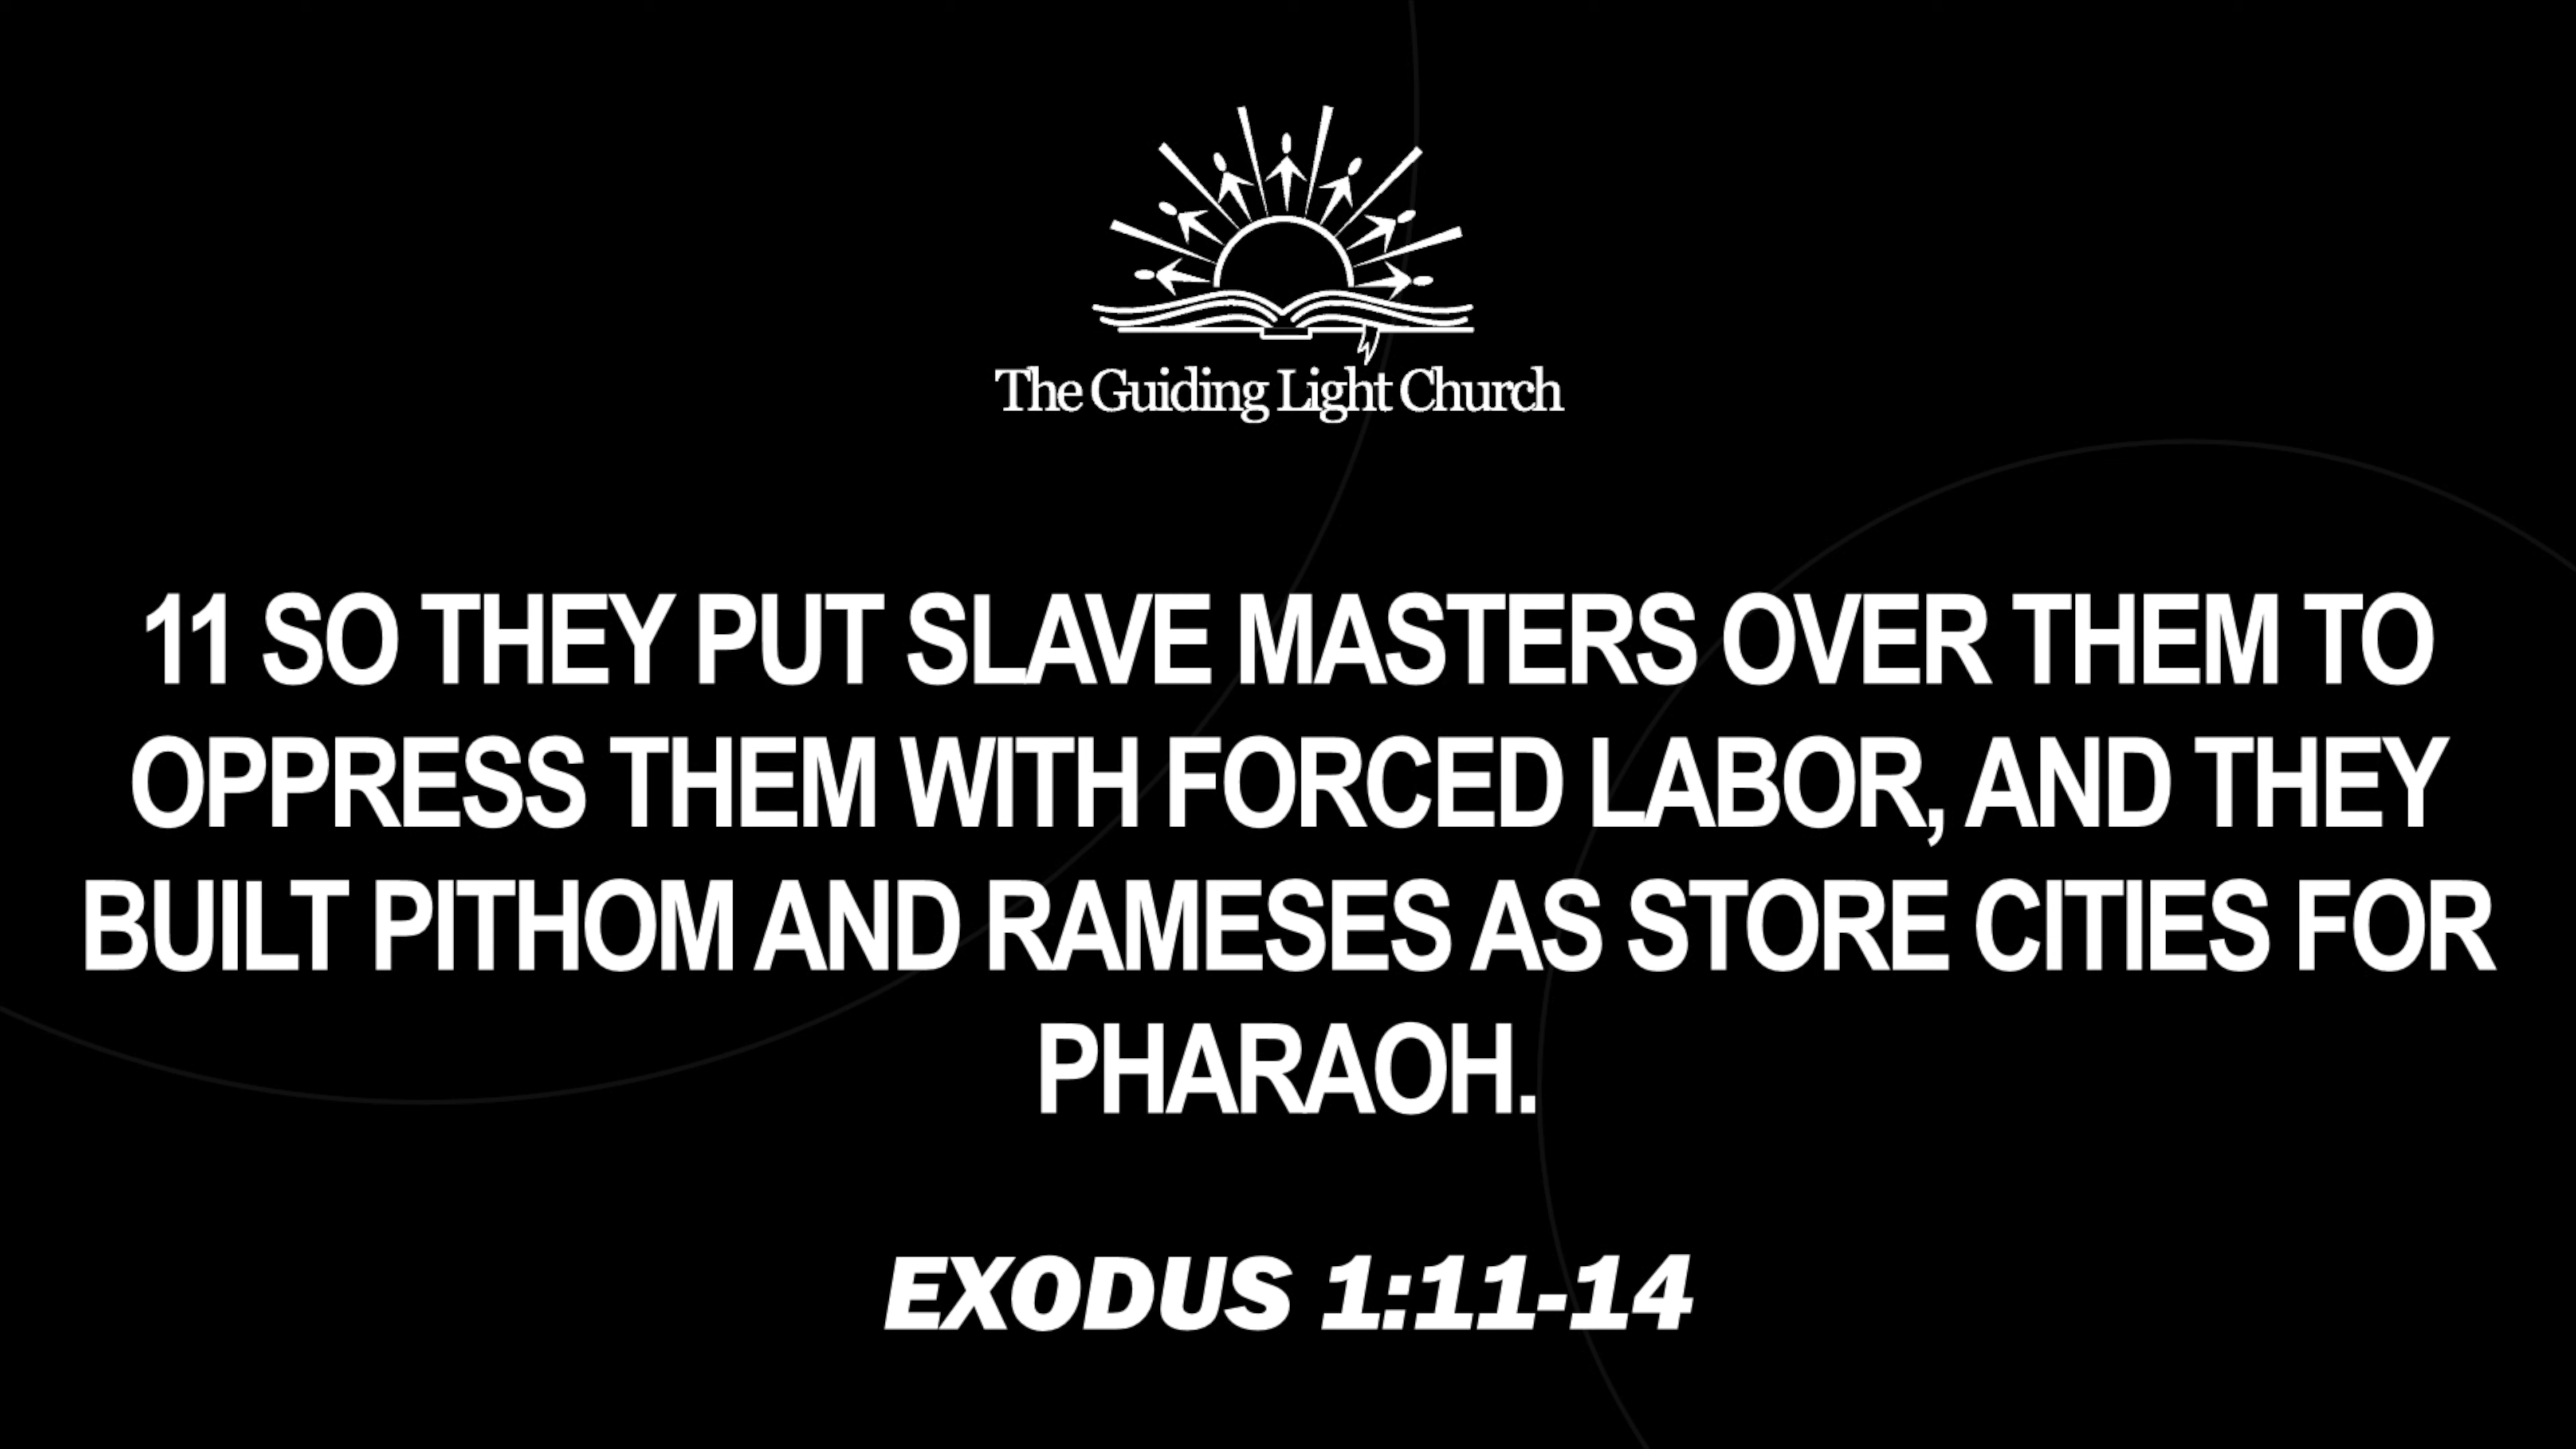 The Guiding Light Church
11 SO THEY PUT SLAVE MASTERS OVER THEM TO
OPPRESS THEM WITH FORCED LABOR, AND THEY
BUILT PITHOM AND RAMESES AS STORE CITIES FOR
PHARAOH.
EXODUS 1:11-14